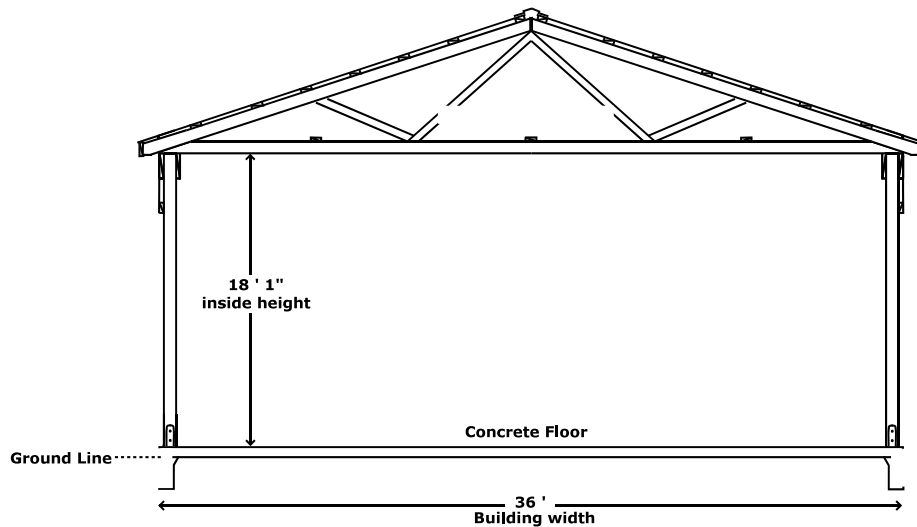 18 ' 1"
inside height
Concrete Floor
Ground Line
36 '
Building width